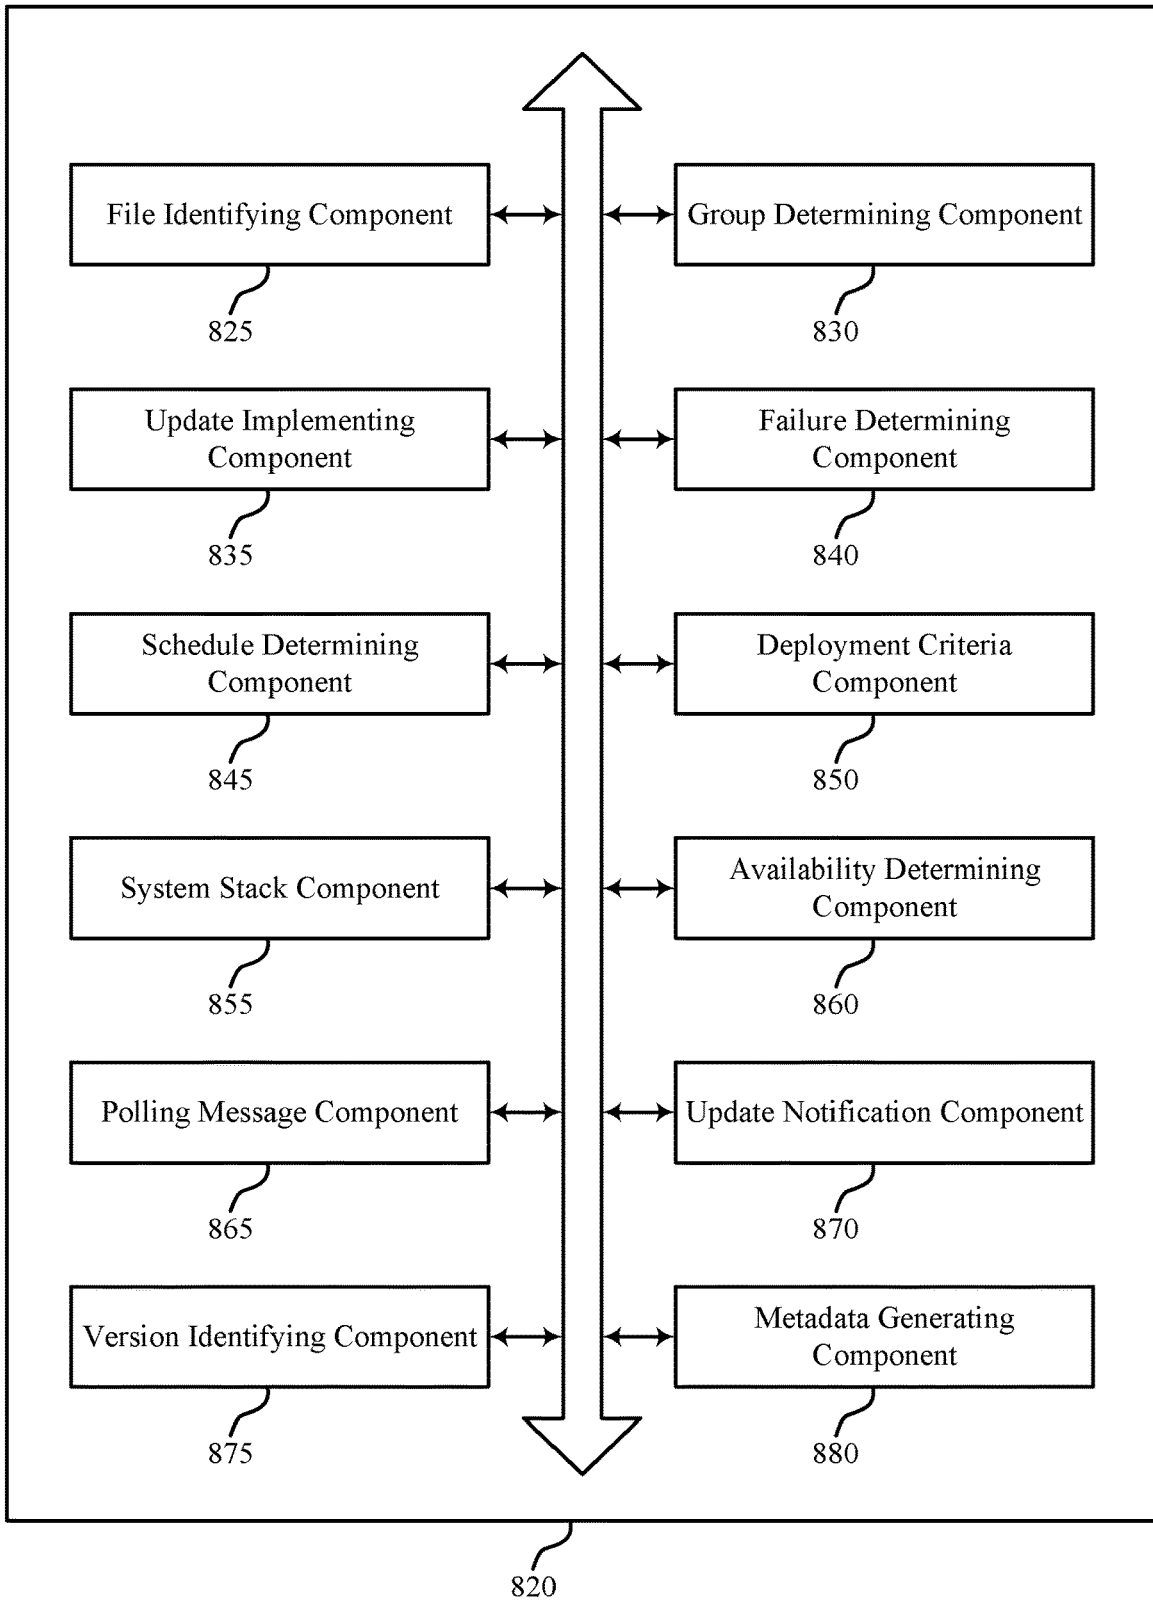 File Identifying Component
825
Group Determining Component
830
Update Implementing
Component
835
Failure Determining
Component
840
Schedule Determining
Component
845
Deployment Criteria
Component
850
System Stack Component
855
Availability Determining
Component
860
Polling Message Component
865
Update Notification Component
870
Version Identifying Component
875
Metadata Generating
Component
880
820